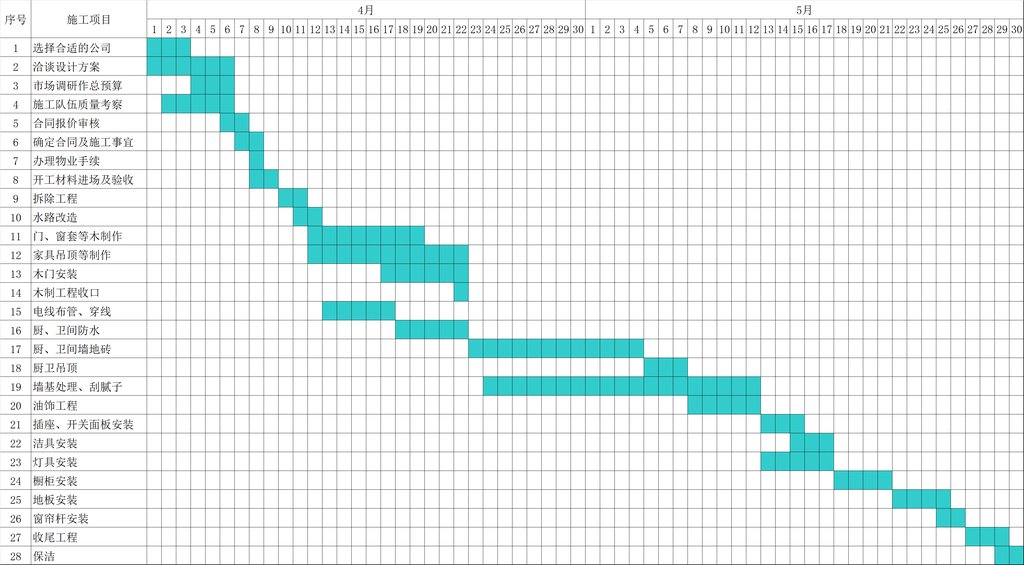 序号 施工项目 4月 5月
1 2 3 4 5 6 7 8 9 10 11 12 13 14 15 16 17 18 19 20 21 22 23 24 25 26 27 28 29 30 1 2 3 4 5 6 7 8 9 10 11 12 13 14 15 16 17 18 19 20 21 22 23 24 25 26 27 28 29 30
1 选择合适的公司
2 洽谈设计方案
3 市场调研作总预算
4 施工队伍质量考察
5 合同报价审核
6 确定合同及施工事宜
7 办理物业手续
8 开工材料进场及验收
9 拆除工程
10 水路改造
11 门、窗套等木制作
12 家具吊顶等制作
13 木门安装
14 木制工程收口
15 电线布管、穿线
16 厨、卫间防水
17 厨、卫间墙地砖
18 厨卫吊顶
19 墙基处理、刮腻子
20 油饰工程
21 插座、开关面板安装
22 洁具安装
23 灯具安装
24 橱柜安装
25 地板安装
26 窗帘杆安装
27 收尾工程
28 保洁